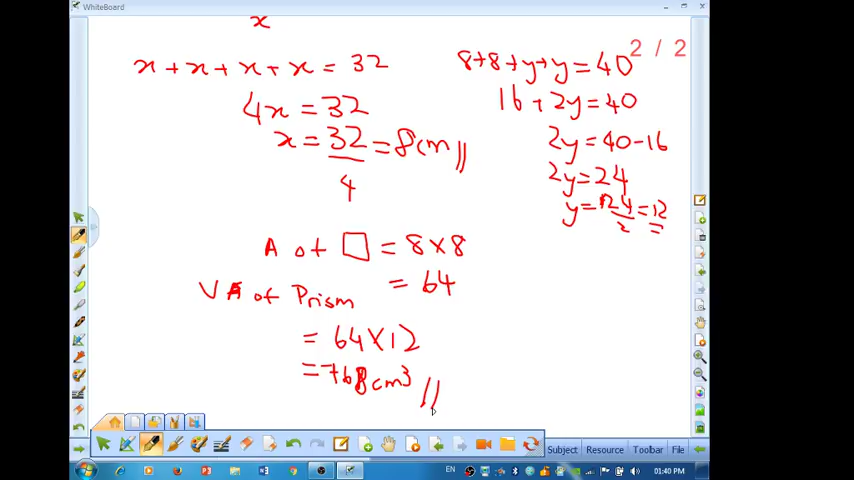 WhiteBoard
2 / 2
x
x + x + x + x = 32
4x = 32
x = 32/4 = 8cm //
8+8+y+y = 40
16 + 2y = 40
2y = 40 - 16
2y = 24
y = 24/2 = 12
A of □ = 8 × 8
= 64
V of Prism
= 64 × 12
= 768 cm³ //
Subject Resource Toolbar File
EN 01:40 PM